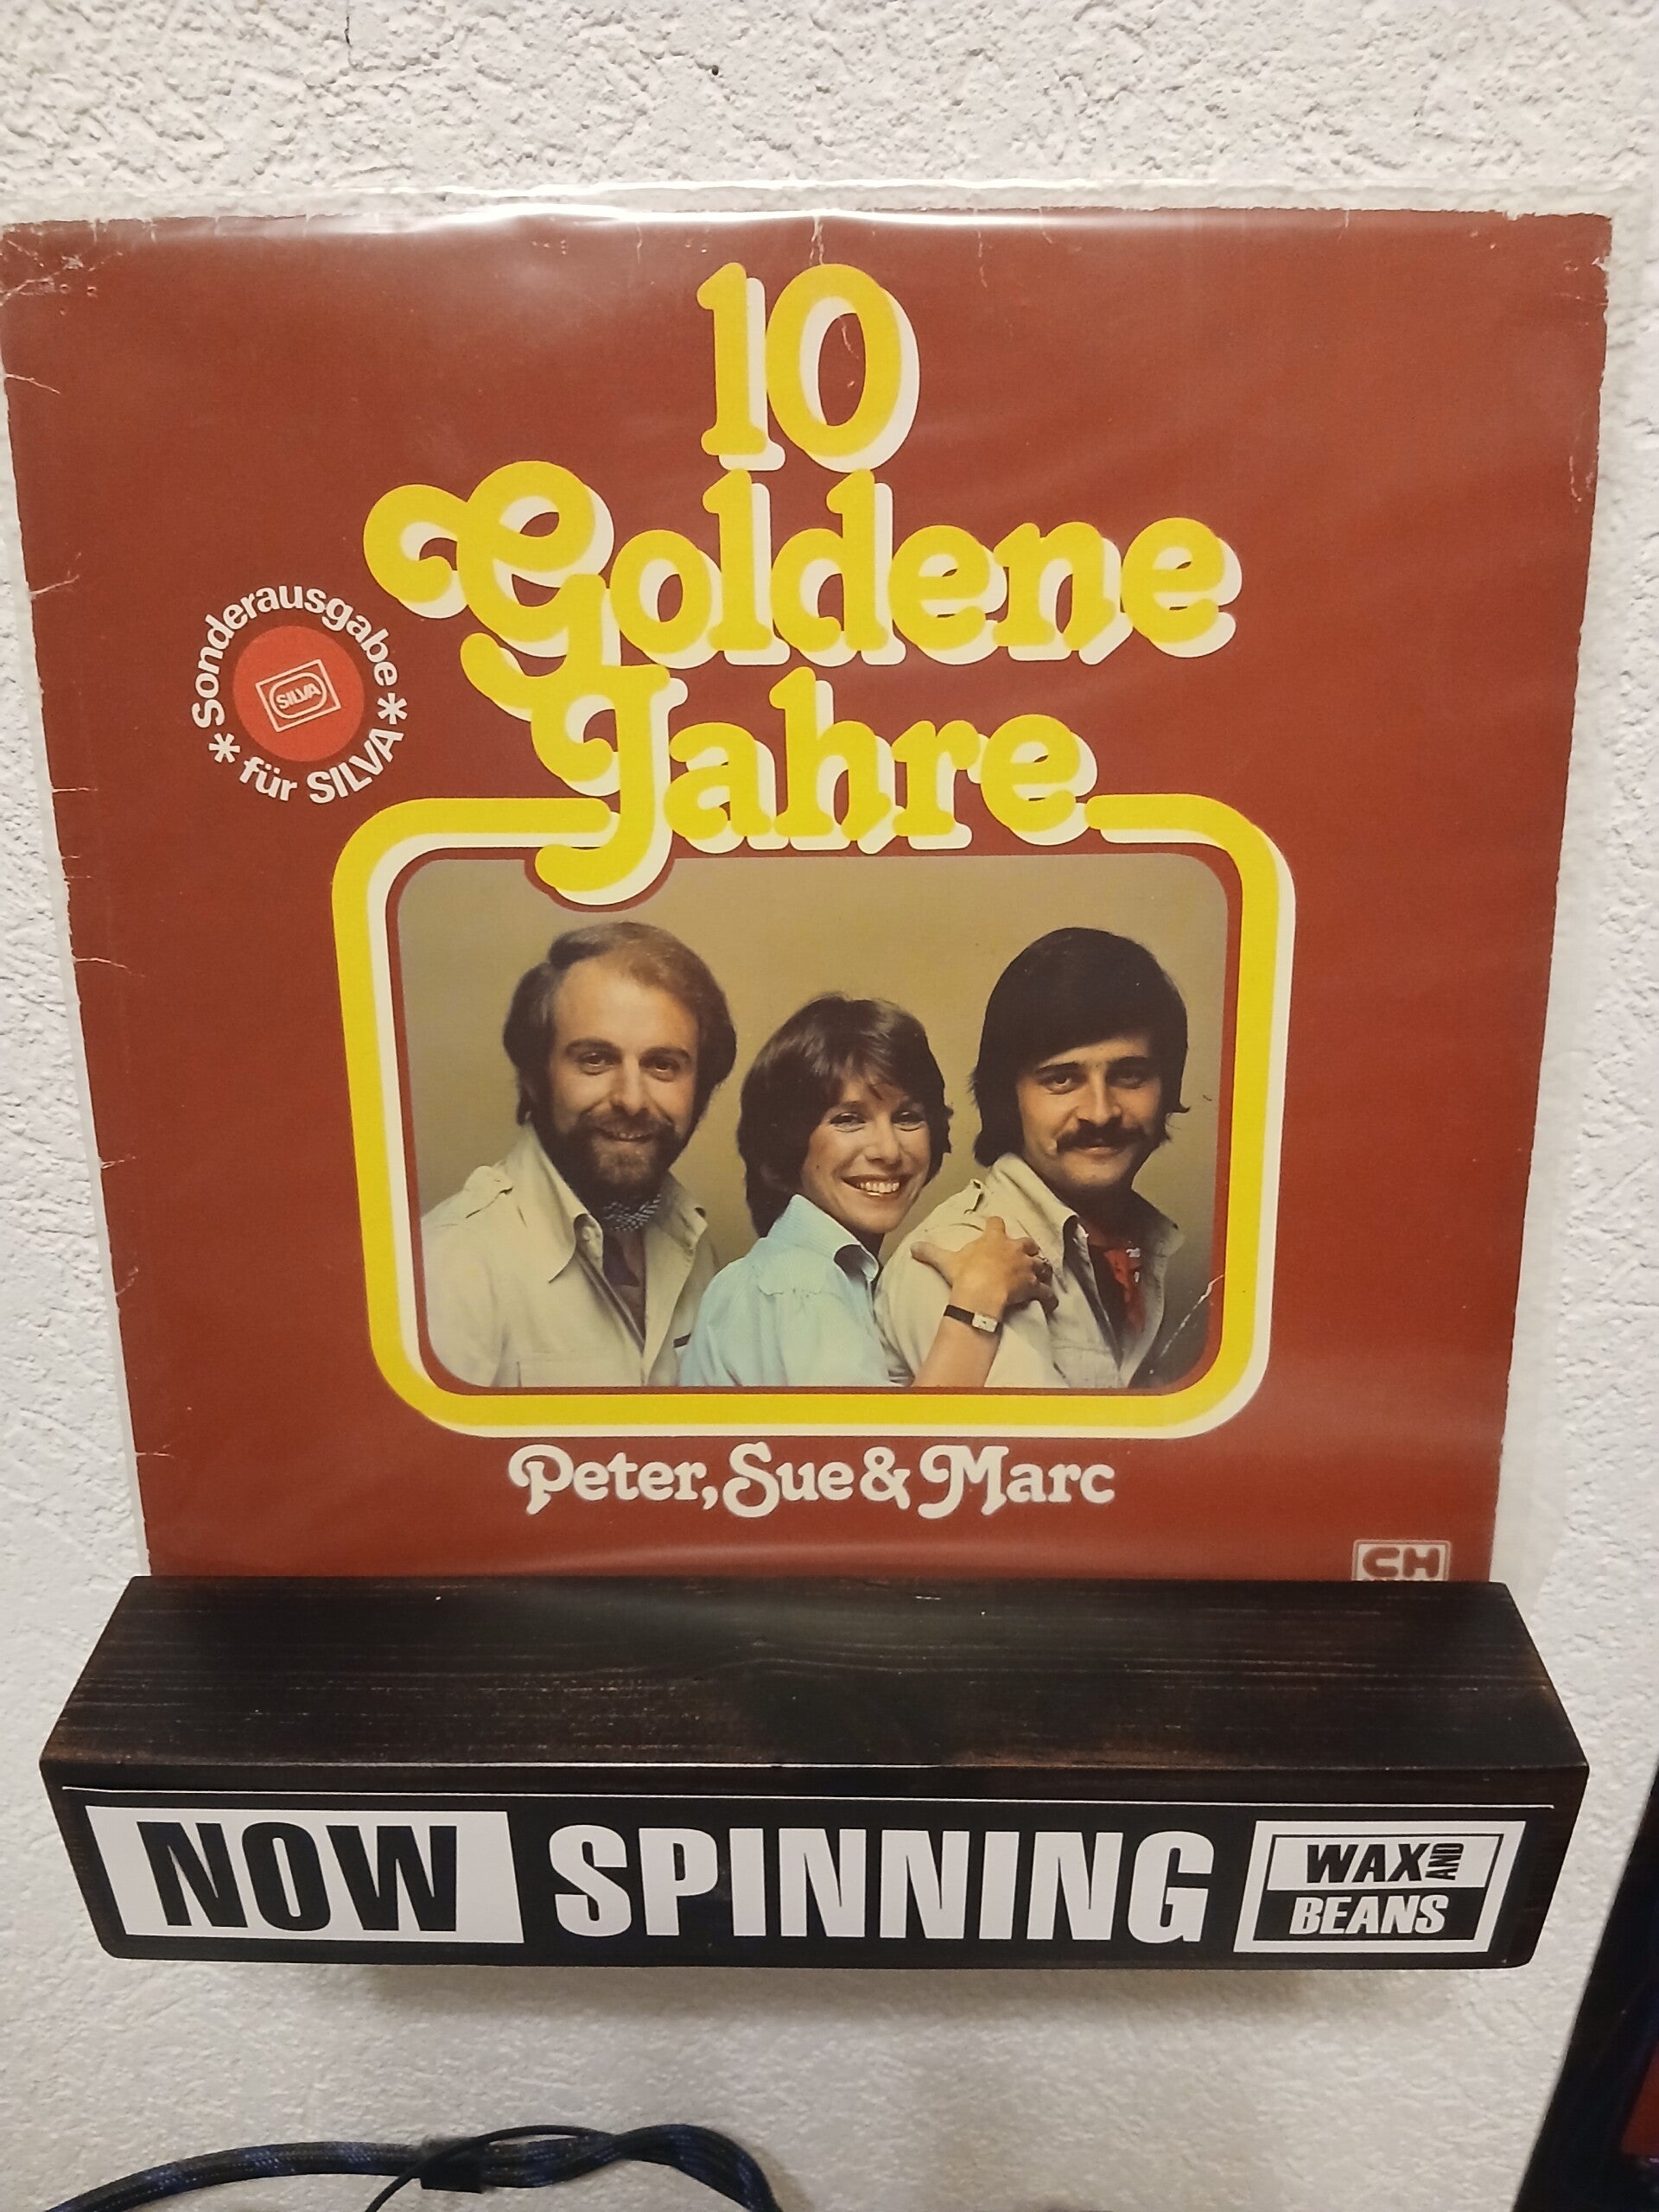 10
Goldene
Jahre
Sonderausgabe
* für SILVA *
SILVA
Peter, Sue & Marc
CH
NOW SPINNING
WAX AND
BEANS